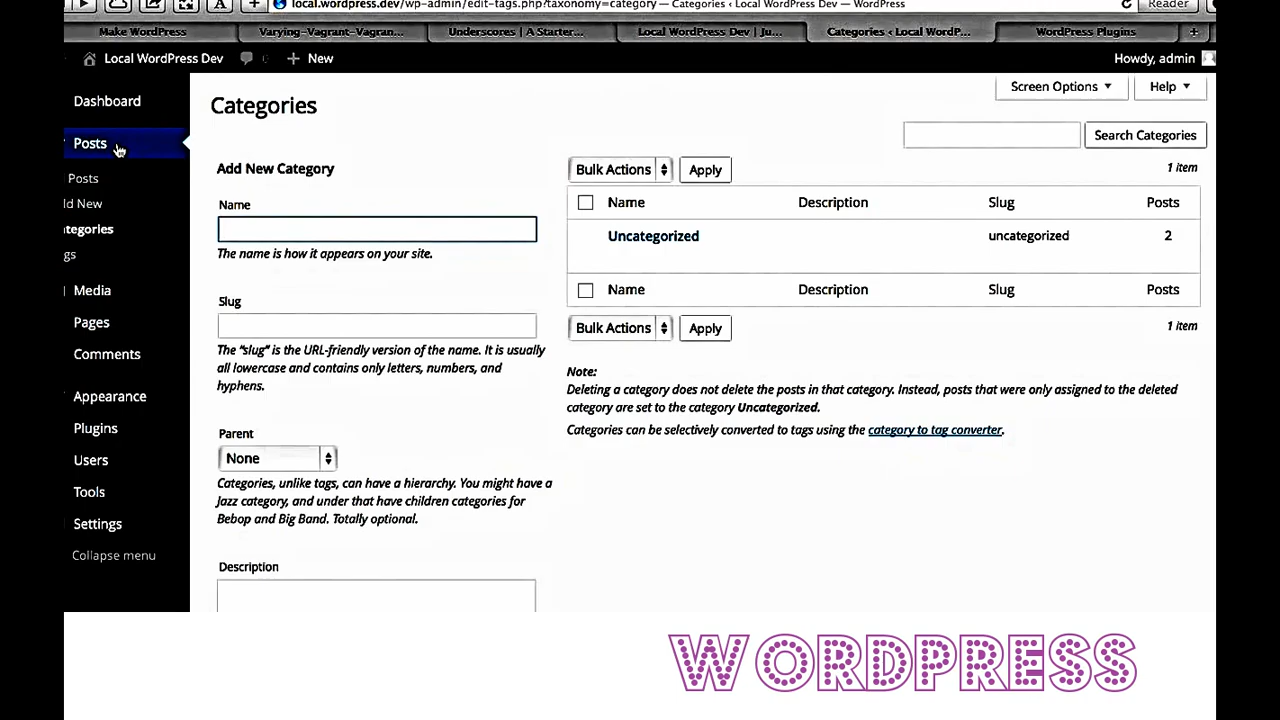 local.wordpress.dev/wp-admin/edit-tags.php?taxonomy=category — Categories ‹ Local WordPress Dev — WordPress
Reader
Make WordPress
Varying-Vagrant-Vagran...
Underscores | A Starter...
Local WordPress Dev | Ju...
Categories ‹ Local WordP...
WordPress Plugins
Local WordPress Dev
New
Howdy, admin
Dashboard
Posts
Posts
dd New
ategories
gs
Media
Pages
Comments
Appearance
Plugins
Users
Tools
Settings
Collapse menu
Categories
Screen Options
Help
Search Categories
Add New Category
Name
The name is how it appears on your site.
Slug
The “slug” is the URL-friendly version of the name. It is usually
all lowercase and contains only letters, numbers, and
hyphens.
Parent
None
Categories, unlike tags, can have a hierarchy. You might have a
Jazz category, and under that have children categories for
Bebop and Big Band. Totally optional.
Description
Bulk Actions Apply 1 item
Name Description Slug Posts
Uncategorized uncategorized 2
Name Description Slug Posts
Bulk Actions Apply 1 item
Note:
Deleting a category does not delete the posts in that category. Instead, posts that were only assigned to the deleted
category are set to the category Uncategorized.
Categories can be selectively converted to tags using the category to tag converter.
WORDPRESS